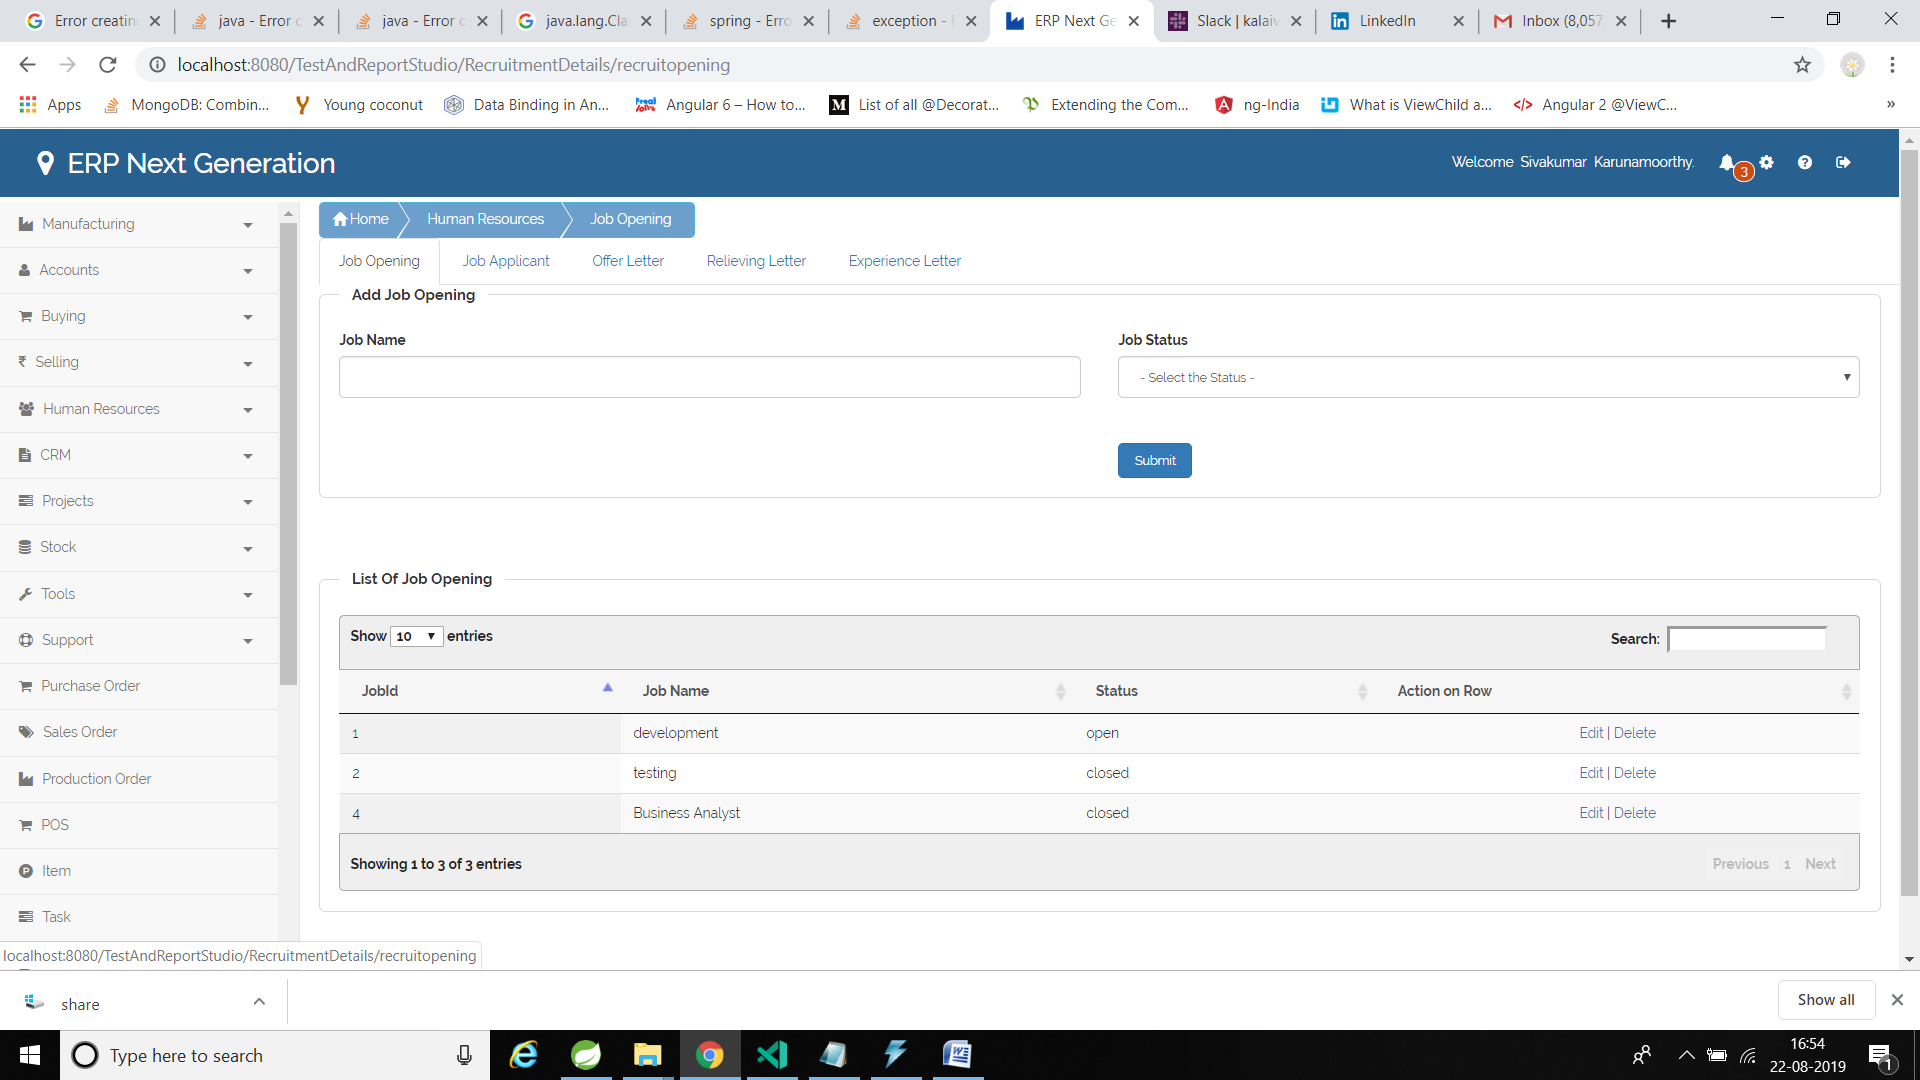 Error creatin
java - Error c
java - Error c
java.lang.Cla
spring - Erro
exception -
ERP Next Ge
Slack | kalaiv
LinkedIn
Inbox (8,057
localhost:8080/TestAndReportStudio/RecruitmentDetails/recruitopening
Apps
MongoDB: Combin...
Young coconut
Data Binding in An...
Angular 6 – How to...
List of all @Decorat...
Extending the Com...
ng-India
What is ViewChild a...
Angular 2 @ViewC...
»
ERP Next Generation
Welcome Sivakumar Karunamoorthy.
3
Manufacturing
Accounts
Buying
Selling
Human Resources
CRM
Projects
Stock
Tools
Support
Purchase Order
Sales Order
Production Order
POS
Item
Task
Home
Human Resources
Job Opening
Job Opening
Job Applicant
Offer Letter
Relieving Letter
Experience Letter
Add Job Opening
Job Name
Job Status
- Select the Status -
Submit
List Of Job Opening
Show 10 entries
Search:
JobId Job Name Status Action on Row
1 development open Edit | Delete
2 testing closed Edit | Delete
4 Business Analyst closed Edit | Delete
Showing 1 to 3 of 3 entries
Previous 1 Next
localhost:8080/TestAndReportStudio/RecruitmentDetails/recruitopening
share
Show all
Type here to search
16:54
22-08-2019
1